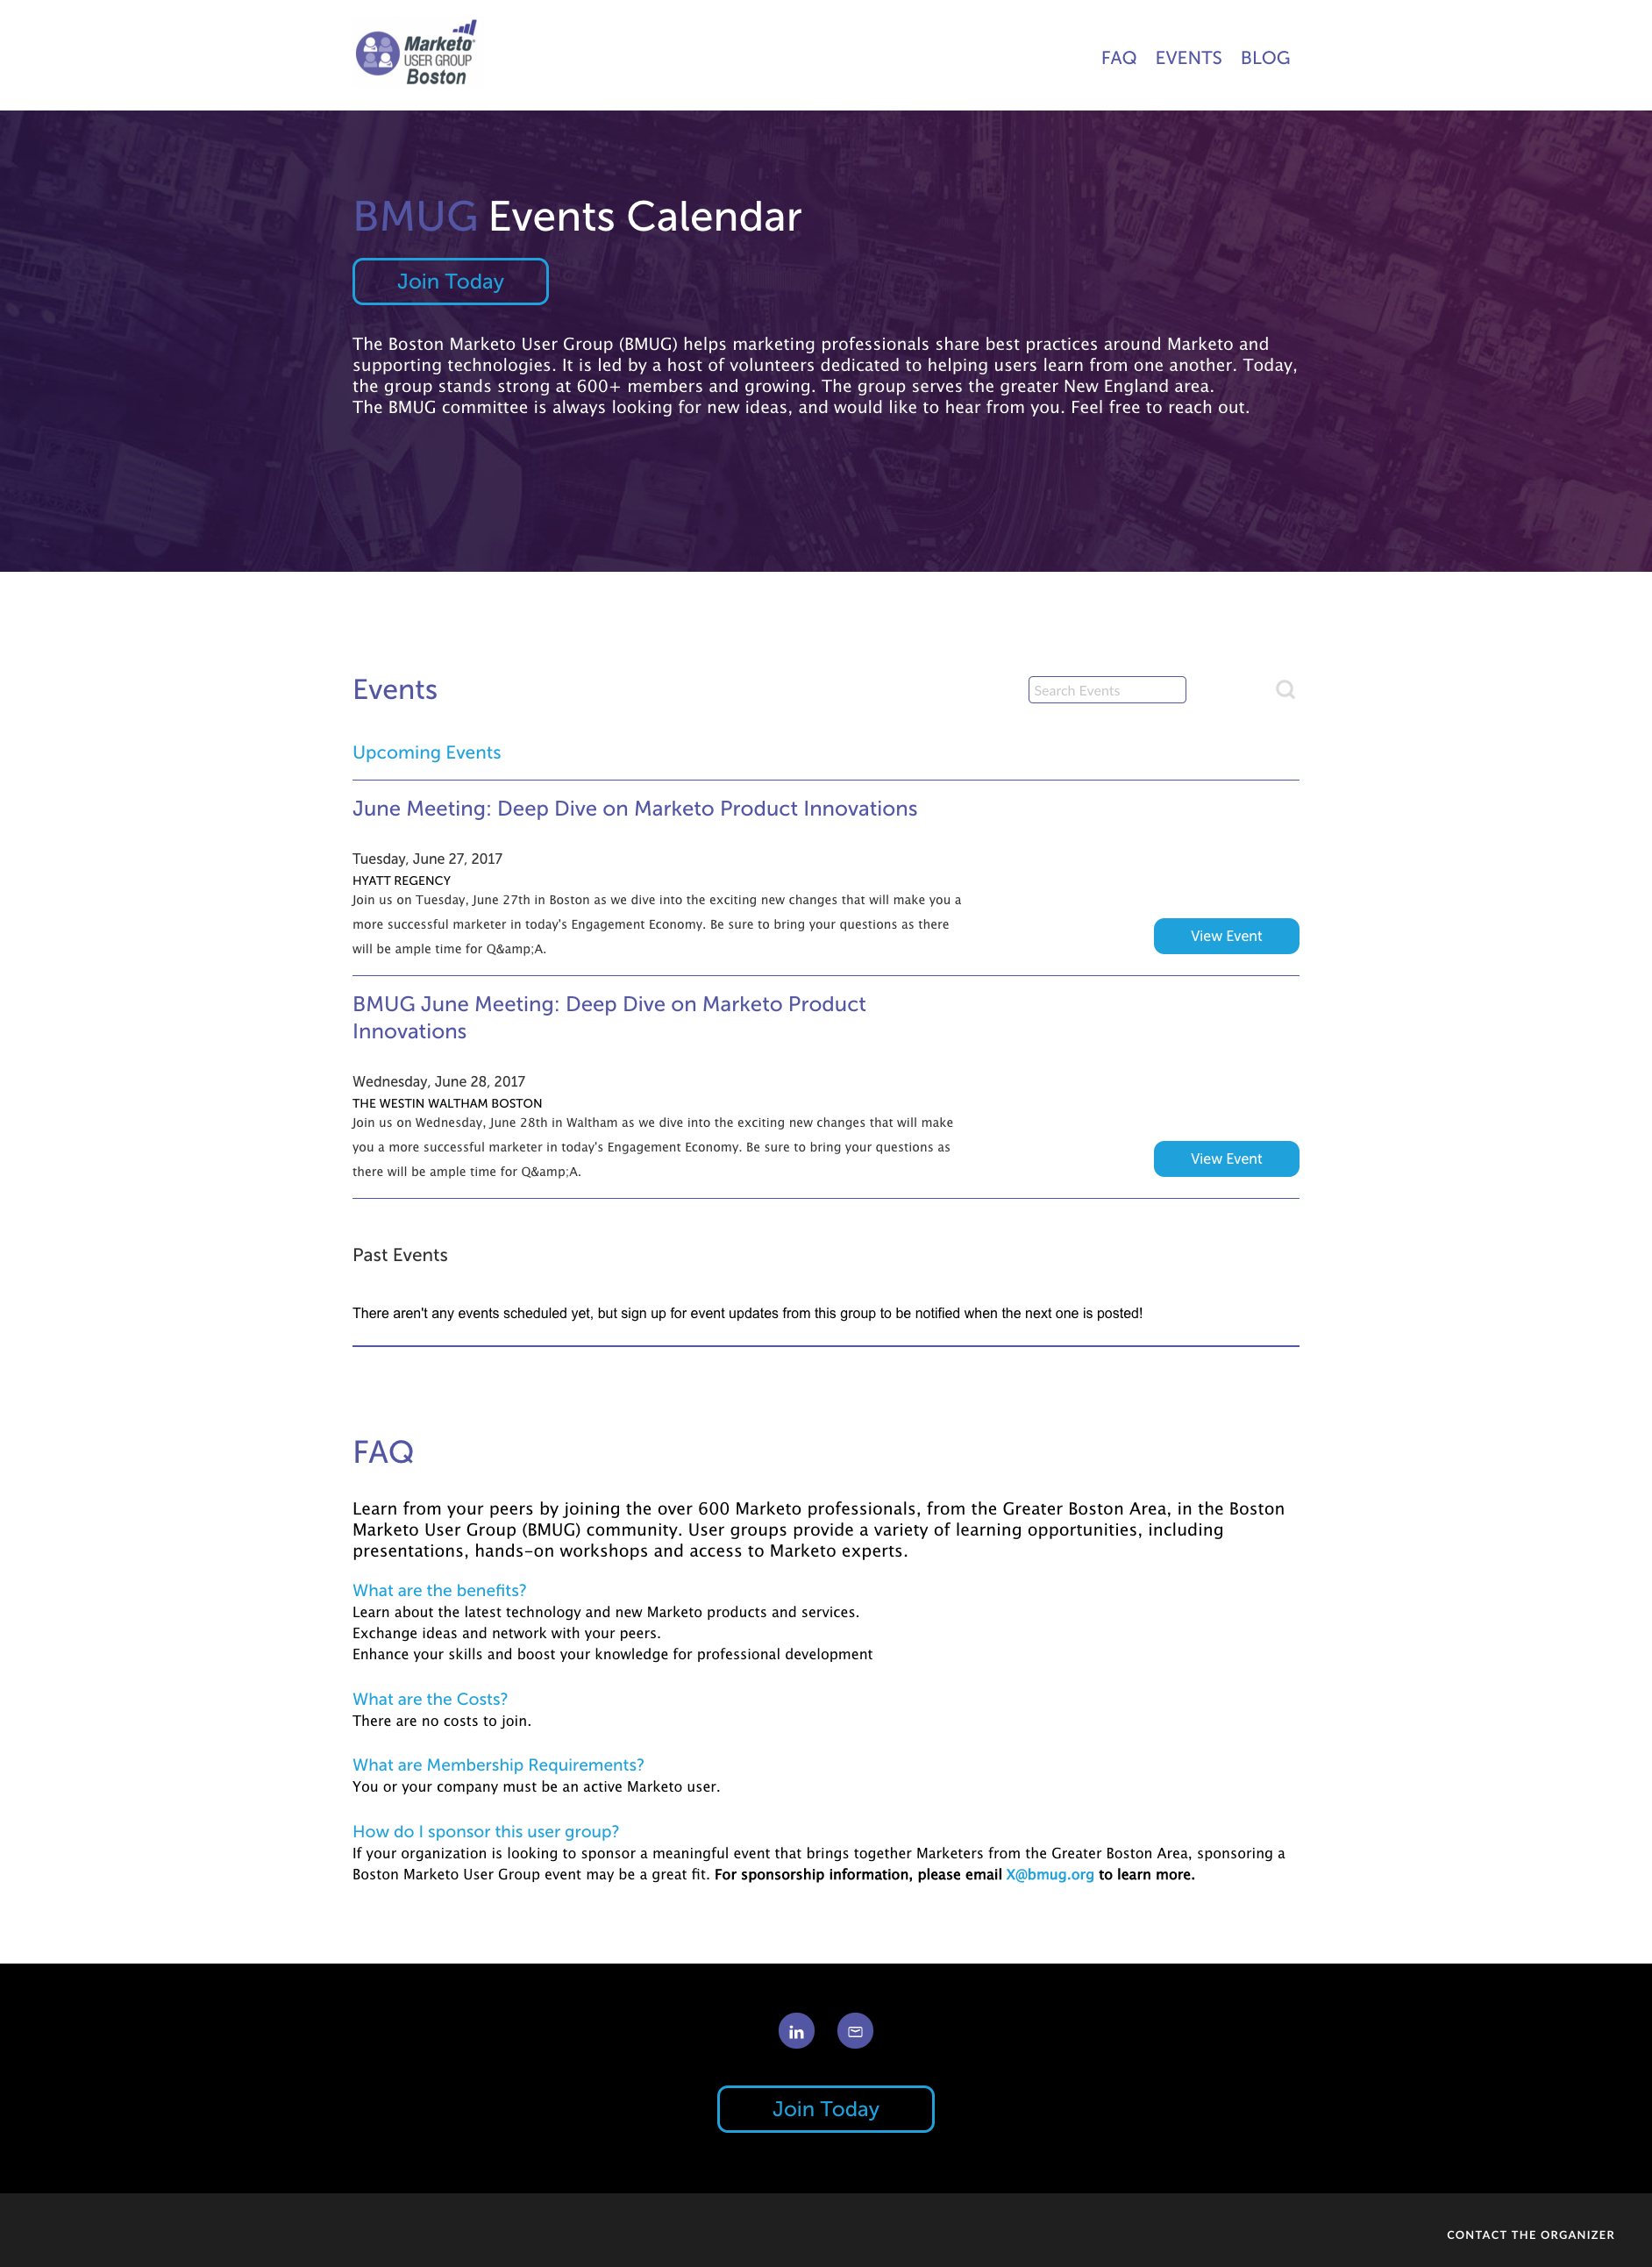 Marketo
USER GROUP
Boston
FAQ EVENTS BLOG
BMUG Events Calendar
Join Today
The Boston Marketo User Group (BMUG) helps marketing professionals share best practices around Marketo and
supporting technologies. It is led by a host of volunteers dedicated to helping users learn from one another. Today,
the group stands strong at 600+ members and growing. The group serves the greater New England area.
The BMUG committee is always looking for new ideas, and would like to hear from you. Feel free to reach out.
Events
Search Events
Upcoming Events
June Meeting: Deep Dive on Marketo Product Innovations
Tuesday, June 27, 2017
HYATT REGENCY
Join us on Tuesday, June 27th in Boston as we dive into the exciting new changes that will make you a
more successful marketer in today's Engagement Economy. Be sure to bring your questions as there
will be ample time for Q&amp;A.
View Event
BMUG June Meeting: Deep Dive on Marketo Product
Innovations
Wednesday, June 28, 2017
THE WESTIN WALTHAM BOSTON
Join us on Wednesday, June 28th in Waltham as we dive into the exciting new changes that will make
you a more successful marketer in today's Engagement Economy. Be sure to bring your questions as
there will be ample time for Q&amp;A.
View Event
Past Events
There aren't any events scheduled yet, but sign up for event updates from this group to be notified when the next one is posted!
FAQ
Learn from your peers by joining the over 600 Marketo professionals, from the Greater Boston Area, in the Boston
Marketo User Group (BMUG) community. User groups provide a variety of learning opportunities, including
presentations, hands-on workshops and access to Marketo experts.
What are the benefits?
Learn about the latest technology and new Marketo products and services.
Exchange ideas and network with your peers.
Enhance your skills and boost your knowledge for professional development
What are the Costs?
There are no costs to join.
What are Membership Requirements?
You or your company must be an active Marketo user.
How do I sponsor this user group?
If your organization is looking to sponsor a meaningful event that brings together Marketers from the Greater Boston Area, sponsoring a
Boston Marketo User Group event may be a great fit. For sponsorship information, please email X@bmug.org to learn more.
in
Join Today
CONTACT THE ORGANIZER